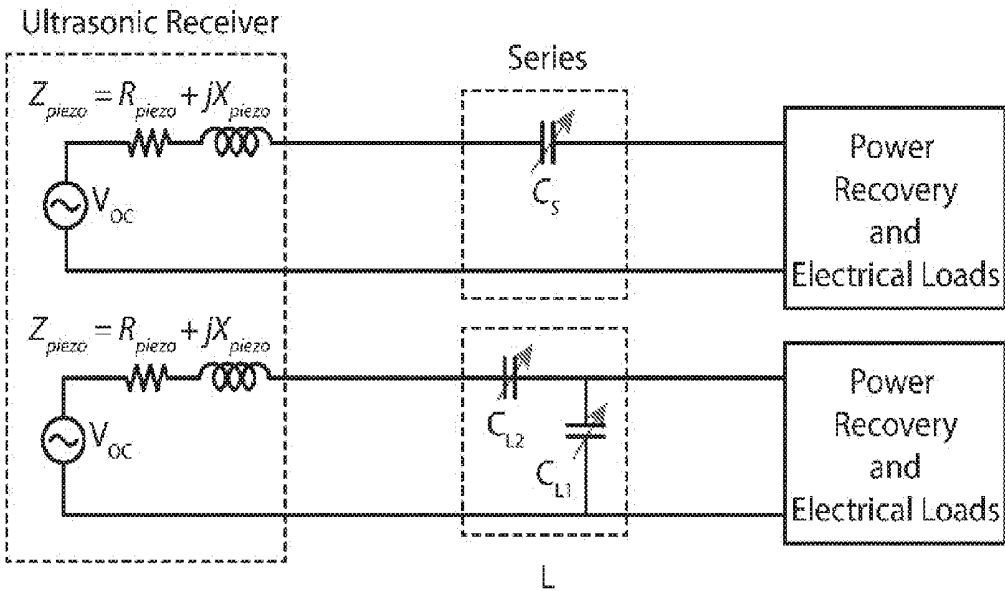 Ultrasonic Receiver
Series
Z_piezo = R_piezo + jX_piezo
V_OC
C_S
Power
Recovery
and
Electrical Loads
Z_piezo = R_piezo + jX_piezo
V_OC
C_L2
C_L1
Power
Recovery
and
Electrical Loads
L